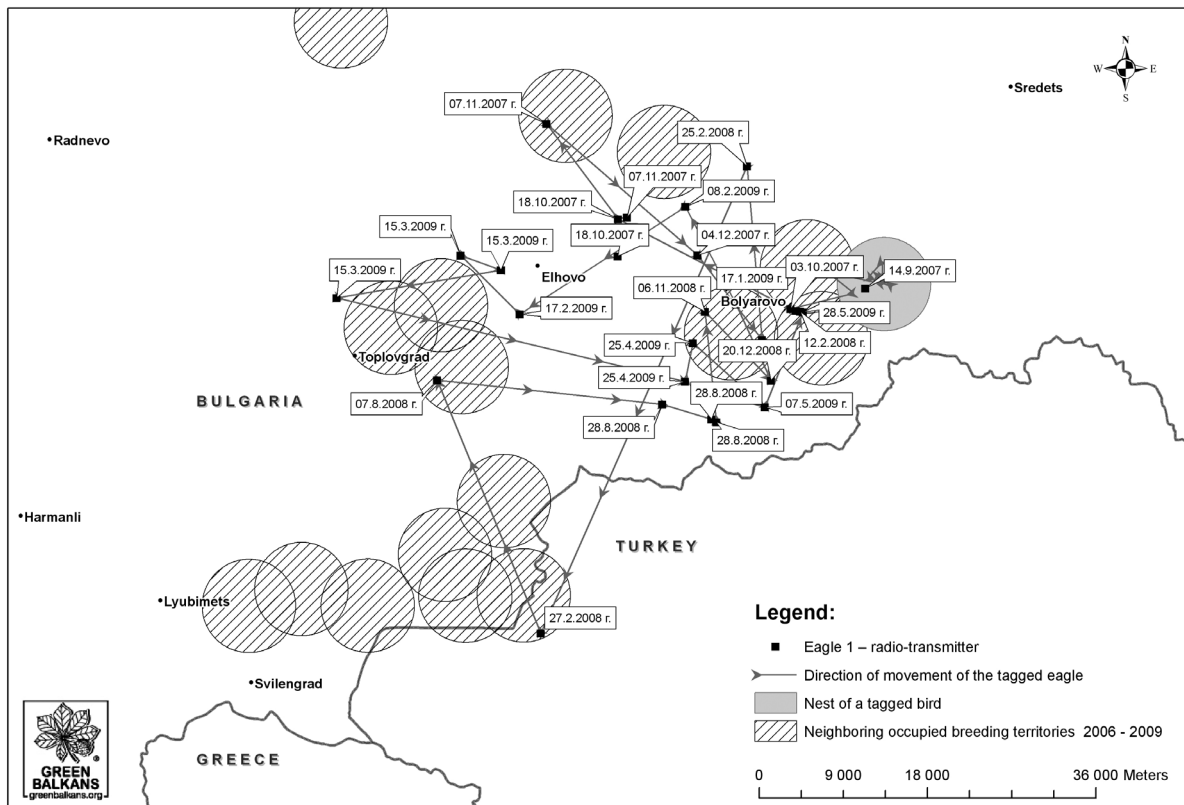 N
W E
S
Sredets
Radnevo
07.11.2007 г.
25.2.2008 г.
07.11.2007 г.
08.2.2009 г.
18.10.2007 г.
15.3.2009 г.
18.10.2007 г.
04.12.2007 г.
15.3.2009 г.
15.3.2009 г.
Elhovo
17.1.2009 г.
03.10.2007 г.
14.9.2007 г.
06.11.2008 г.
Bolyarovo
17.2.2009 г.
28.5.2009 г.
25.4.2009 г.
20.12.2008 г.
12.2.2008 г.
Toplovgrad
25.4.2009 г.
28.8.2008 г.
07.5.2009 г.
BULGARIA
07.8.2008 г.
28.8.2008 г.
28.8.2008 г.
Harmanli
TURKEY
Lyubimets
27.2.2008 г.
Svilengrad
GREECE
Legend:
Eagle 1 – radio-transmitter
Direction of movement of the tagged eagle
Nest of a tagged bird
Neighboring occupied breeding territories 2006 - 2009
0 9 000 18 000 36 000 Meters
®
GREEN
BALKANS
greenbalkans.org